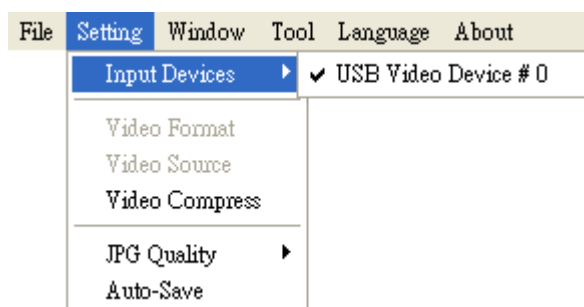 File Setting Window Tool Language About
Input Devices USB Video Device # 0
Video Format
Video Source
Video Compress
JPG Quality
Auto-Save